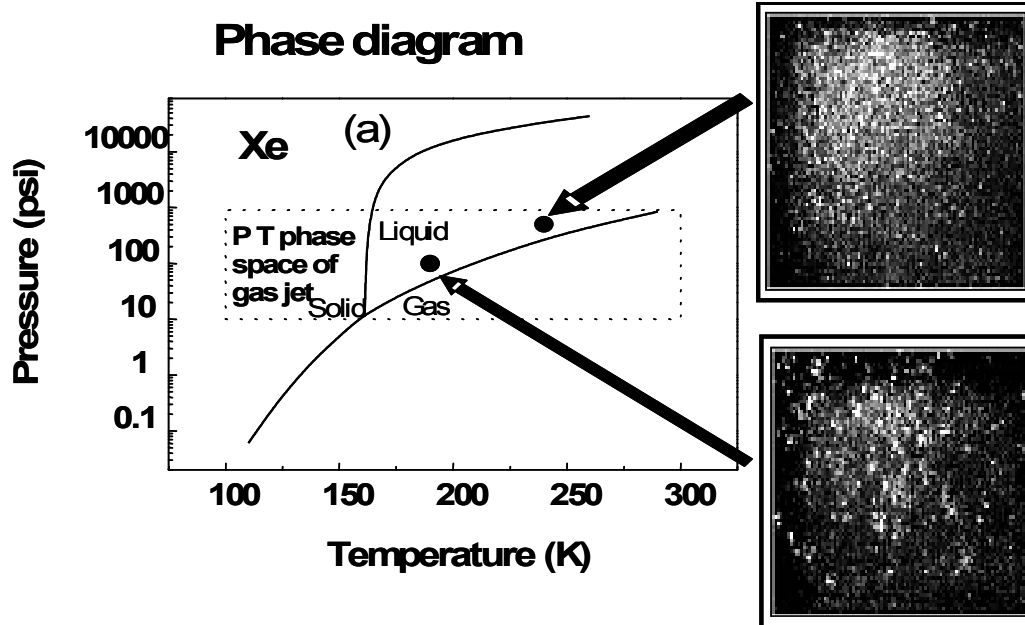 Phase diagram
Xe
(a)
Pressure (psi)
10000
1000
100
10
1
0.1
P T phase
space of
gas jet
Liquid
Solid
Gas
100
150
200
250
300
Temperature (K)